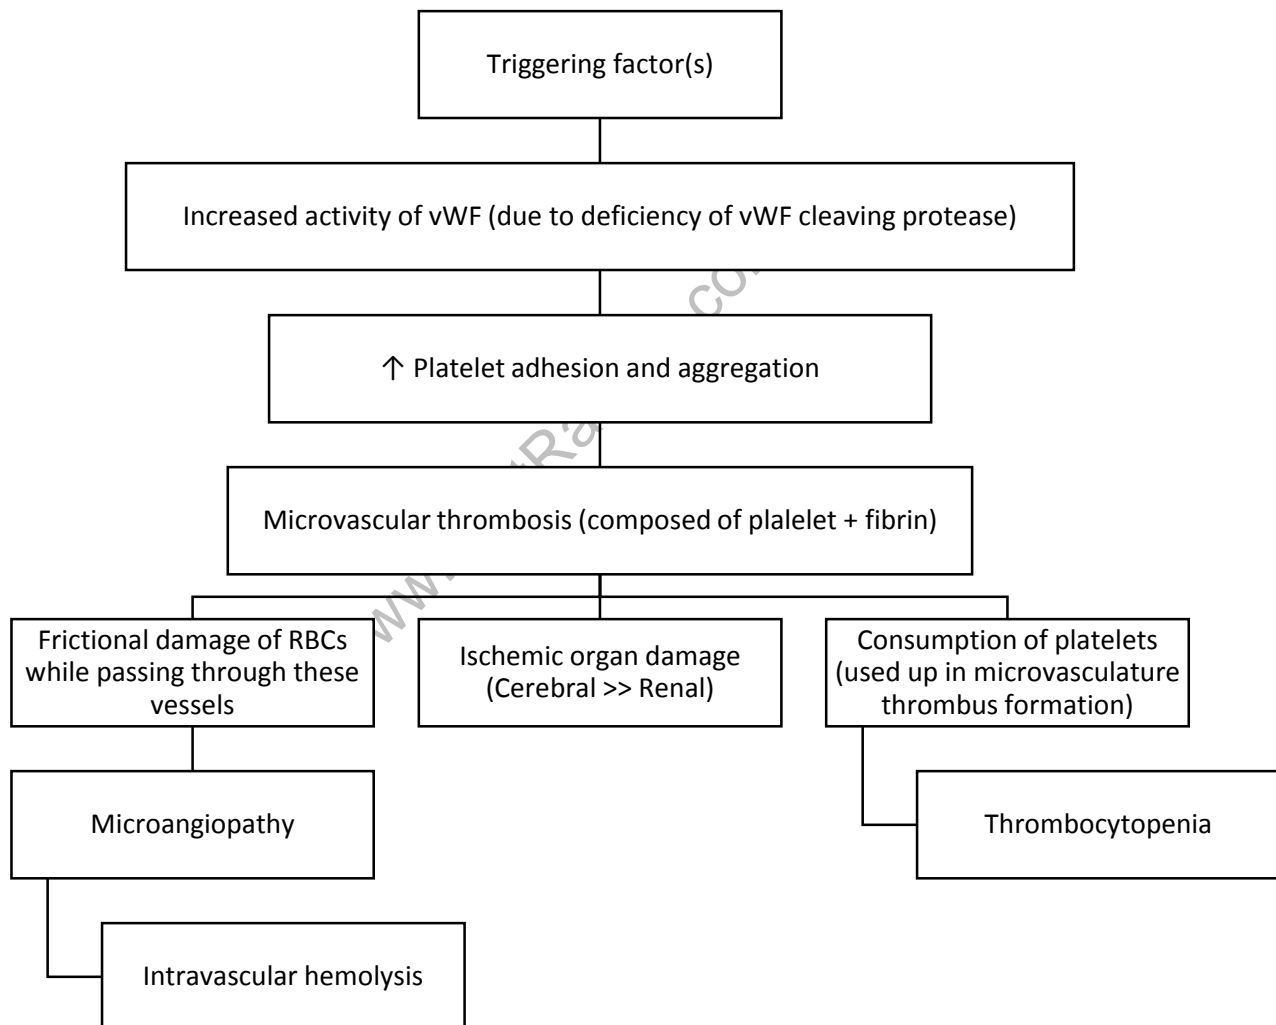 Triggering factor(s)
Increased activity of vWF (due to deficiency of vWF cleaving protease)
↑ Platelet adhesion and aggregation
Microvascular thrombosis (composed of plalelet + fibrin)
Frictional damage of RBCs
while passing through these
vessels
Ischemic organ damage
(Cerebral >> Renal)
Consumption of platelets
(used up in microvasculature
thrombus formation)
Microangiopathy
Thrombocytopenia
Intravascular hemolysis